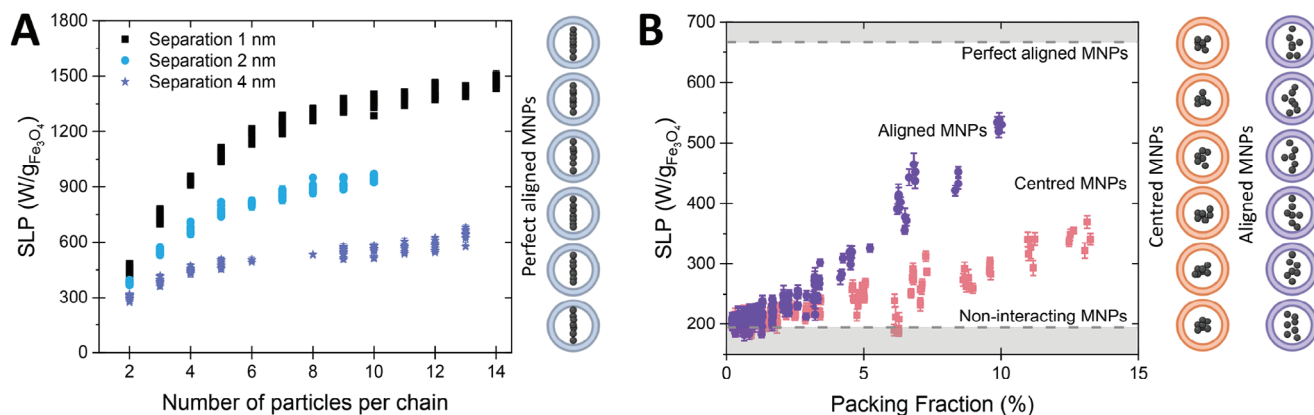 A
1800
1500
1200
900
600
300
0
SLP (W/gFe3O4)
Separation 1 nm
Separation 2 nm
Separation 4 nm
2
4
6
8
10
12
14
Number of particles per chain
Perfect aligned MNPs
B
700
600
500
400
300
200
SLP (W/gFe3O4)
Perfect aligned MNPs
Aligned MNPs
Centred MNPs
Non-interacting MNPs
0
5
10
15
Packing Fraction (%)
Centred MNPs
Aligned MNPs